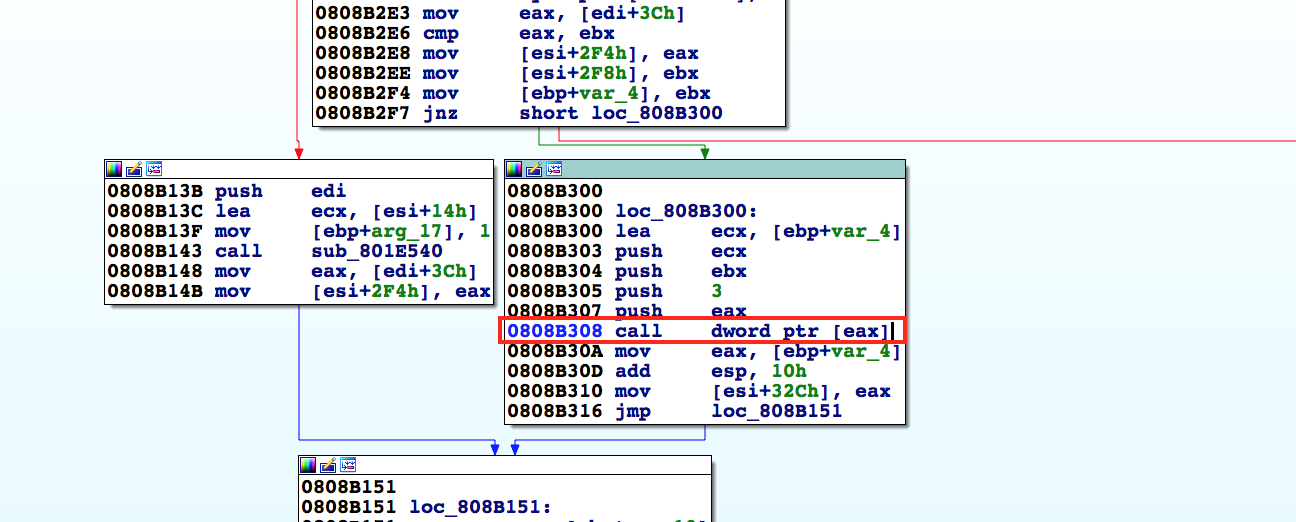 0808B2E3 mov eax, [edi+3Ch]
0808B2E6 cmp eax, ebx
0808B2E8 mov [esi+2F4h], eax
0808B2EE mov [esi+2F8h], ebx
0808B2F4 mov [ebp+var_4], ebx
0808B2F7 jnz short loc_808B300
0808B13B push edi
0808B13C lea ecx, [esi+14h]
0808B13F mov [ebp+arg_17], 1
0808B143 call sub_801E540
0808B148 mov eax, [edi+3Ch]
0808B14B mov [esi+2F4h], eax
0808B300
0808B300 loc_808B300:
0808B300 lea ecx, [ebp+var_4]
0808B303 push ecx
0808B304 push ebx
0808B305 push 3
0808B307 push eax
0808B308 call dword ptr [eax]
0808B30A mov eax, [ebp+var_4]
0808B30D add esp, 10h
0808B310 mov [esi+32Ch], eax
0808B316 jmp loc_808B151
0808B151
0808B151 loc_808B151: